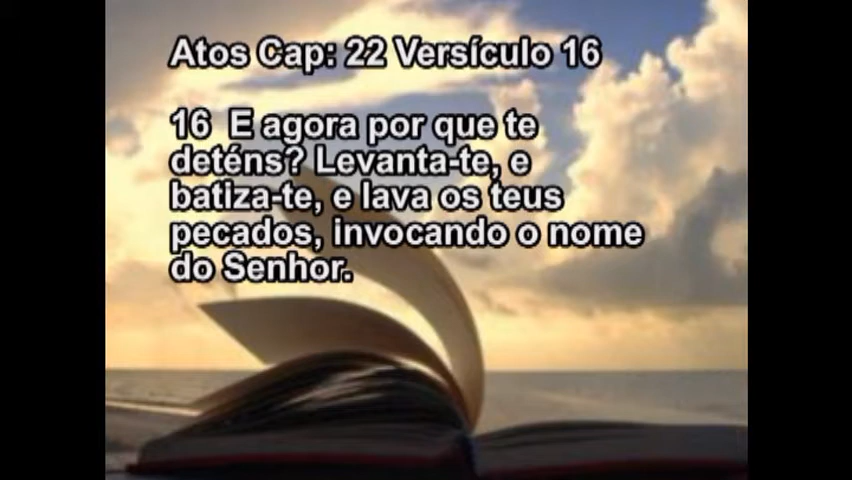 Atos Cap: 22 Versículo 16
16 E agora por que te
deténs? Levanta-te, e
batiza-te, e lava os teus
pecados, invocando o nome
do Senhor.